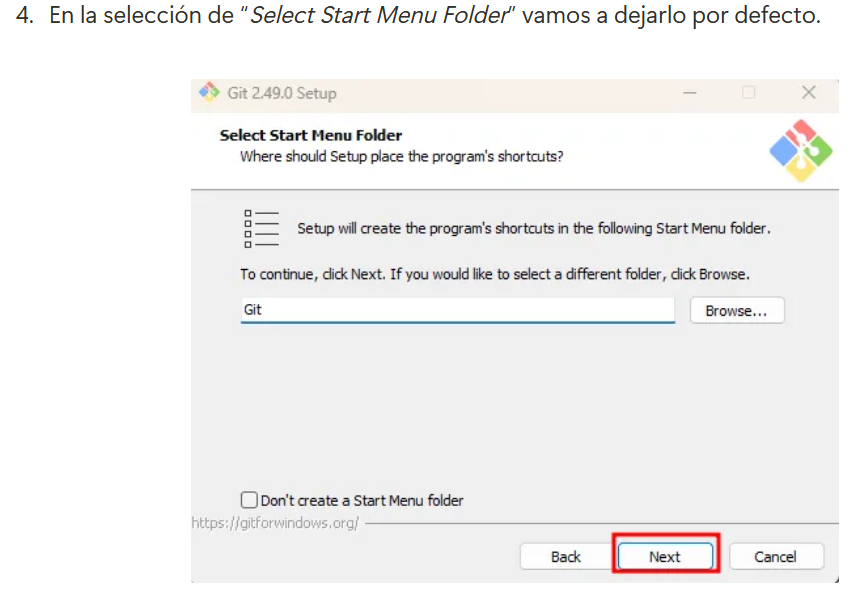 4. En la selección de “Select Start Menu Folder” vamos a dejarlo por defecto.
Git 2.49.0 Setup
Select Start Menu Folder
Where should Setup place the program's shortcuts?
Setup will create the program's shortcuts in the following Start Menu folder.
To continue, click Next. If you would like to select a different folder, click Browse.
Git
Browse...
Don't create a Start Menu folder
https://gitforwindows.org/
Back Next Cancel